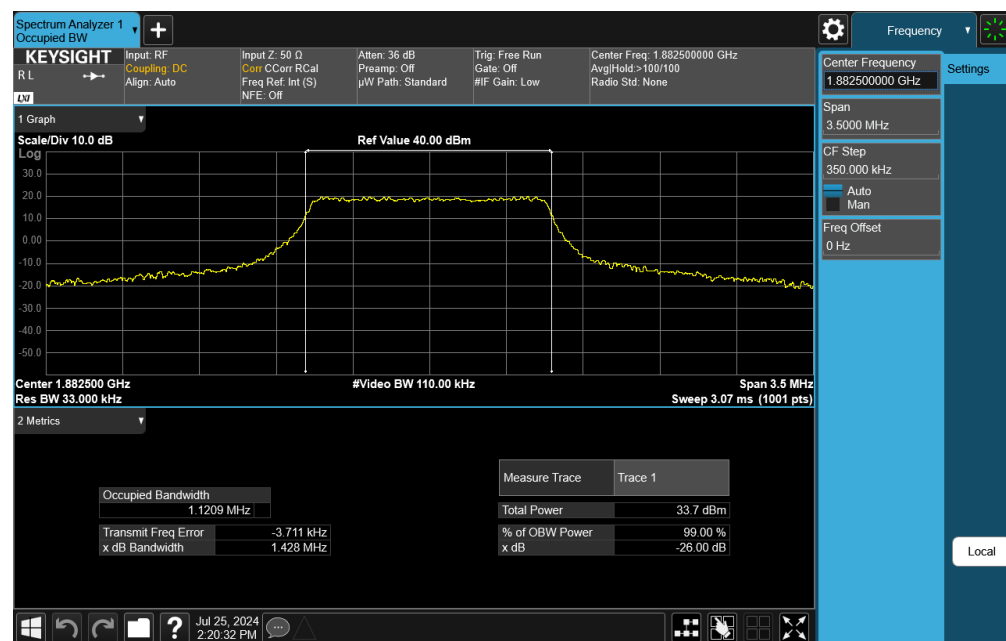 Spectrum Analyzer 1
Occupied BW
+
Frequency
KEYSIGHT
R L
LXI
Input: RF
Coupling: DC
Align: Auto
Input Z: 50 Ω
Corr CCorr RCal
Freq Ref: Int (S)
NFE: Off
Atten: 36 dB
Preamp: Off
µW Path: Standard
Trig: Free Run
Gate: Off
#IF Gain: Low
Center Freq: 1.882500000 GHz
Avg|Hold:>100/100
Radio Std: None
Center Frequency
1.882500000 GHz
Settings
Span
3.5000 MHz
CF Step
350.000 kHz
Auto
Man
Freq Offset
0 Hz
Local
1 Graph
Scale/Div 10.0 dB
Ref Value 40.00 dBm
Log
30.0
20.0
10.0
0.00
-10.0
-20.0
-30.0
-40.0
-50.0
Center 1.882500 GHz
#Video BW 110.00 kHz
Span 3.5 MHz
Res BW 33.000 kHz
Sweep 3.07 ms (1001 pts)
2 Metrics
Occupied Bandwidth
1.1209 MHz
Transmit Freq Error -3.711 kHz
x dB Bandwidth 1.428 MHz
Measure Trace Trace 1
Total Power 33.7 dBm
% of OBW Power 99.00 %
x dB -26.00 dB
?
Jul 25, 2024
2:20:32 PM